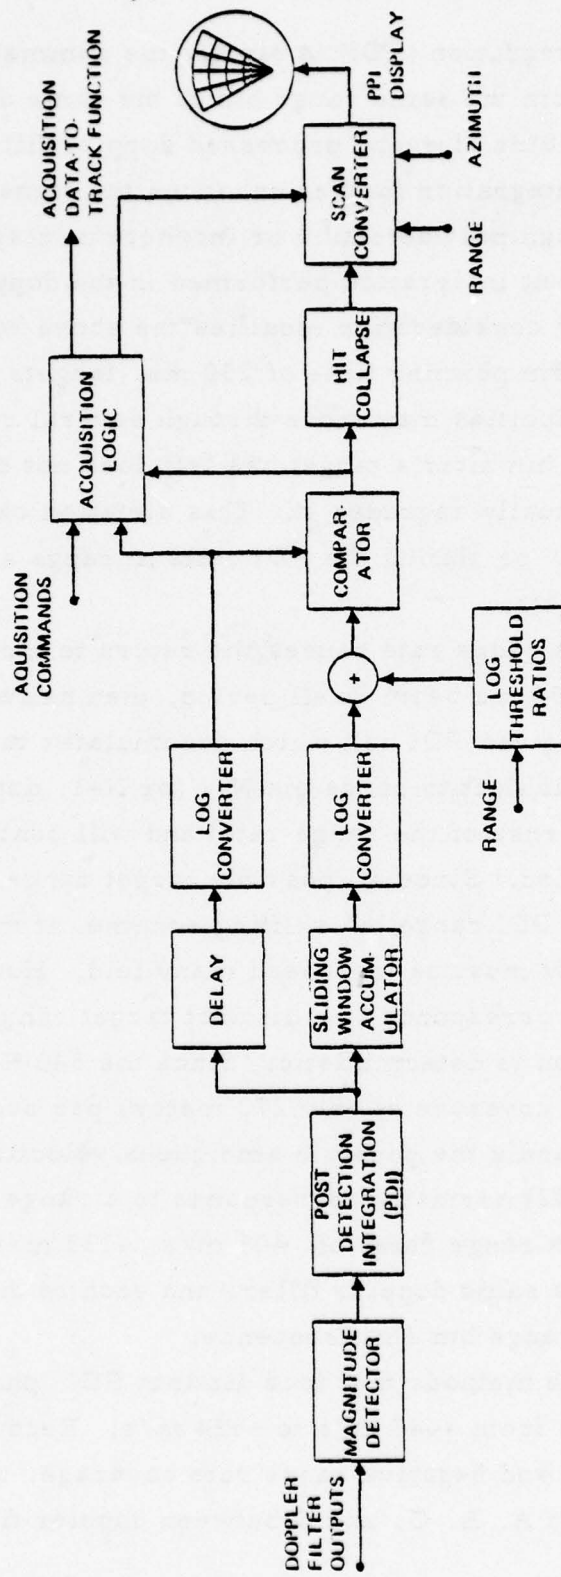 DOPPLER
FILTER
OUTPUTS
MAGNITUDE
DETECTOR
POST
DETECTION
INTEGRATION
(PDI)
DELAY
LOG
CONVERTER
SLIDING
WINDOW
ACCUM-
ULATOR
LOG
CONVERTER
+
RANGE
LOG
THRESHOLD
RATIOS
COMPAR
ATOR
AQUISITION
COMMANDS
ACQUISITION
LOGIC
ACQUISITION
DATA-TO-
TRACK FUNCTION
HIT
COLLAPSE
SCAN
CONVERTER
RANGE
AZIMUTH
PPI
DISPLAY